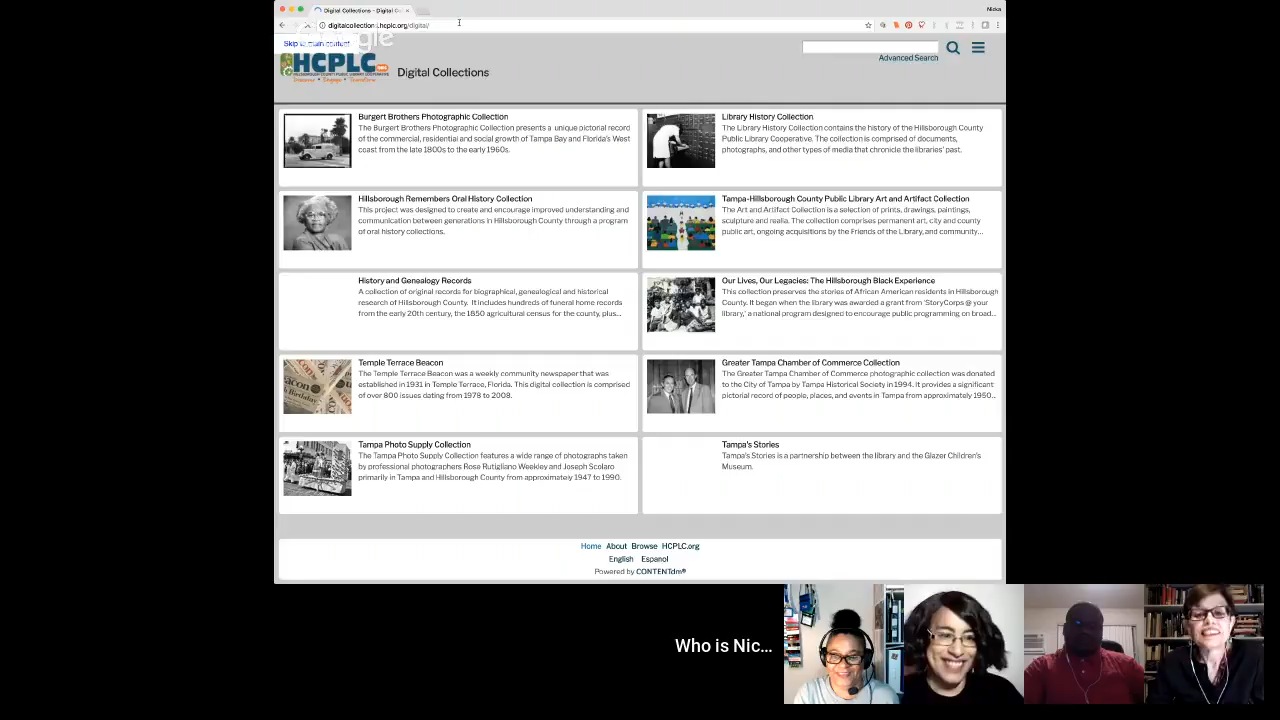 Digital Collections - Digital Co
Nicka
digitalcollections.hcplc.org/digital/
Skip to main content
HCPLC
Digital Collections
Advanced Search
Burgert Brothers Photographic Collection
The Burgert Brothers Photographic Collection presents a unique pictorial record
of the commercial, residential and social growth of Tampa Bay and Florida's West
coast from the late 1800s to the early 1960s.
Library History Collection
The Library History Collection contains the history of the Hillsborough County
Public Library Cooperative. The collection is comprised of documents,
photographs, and other types of media that chronicle the libraries' past.
Hillsborough Remembers Oral History Collection
This project was designed to create and encourage improved understanding and
communication between generations in Hillsborough County through a program
of oral history collections.
Tampa-Hillsborough County Public Library Art and Artifact Collection
The Art and Artifact Collection is a selection of prints, drawings, paintings,
sculpture and realia. The collection comprises permanent art, city and county
public art, ongoing acquisitions by the Friends of the Library, and community...
History and Genealogy Records
A collection of original records for biographical, genealogical and historical
research of Hillsborough County. It includes hundreds of funeral home records
from the early 20th century, the 1850 agricultural census for the county, plus...
Our Lives, Our Legacies: The Hillsborough Black Experience
This collection preserves the stories of African American residents in Hillsborough
County. It began when the library was awarded a grant from 'StoryCorps @ your
library,' a national program designed to encourage public programming on broad...
Temple Terrace Beacon
The Temple Terrace Beacon was a weekly community newspaper that was
established in 1931 in Temple Terrace, Florida. This digital collection is comprised
of over 800 issues dating from 1978 to 2008.
Greater Tampa Chamber of Commerce Collection
The Greater Tampa Chamber of Commerce photographic collection was donated
to the City of Tampa by Tampa Historical Society in 1994. It provides a significant
pictorial record of people, places, and events in Tampa from approximately 1950...
Tampa Photo Supply Collection
The Tampa Photo Supply Collection features a wide range of photographs taken
by professional photographers Rose Rutigliano Weekley and Joseph Scolaro
primarily in Tampa and Hillsborough County from approximately 1947 to 1990.
Tampa's Stories
Tampa's Stories is a partnership between the library and the Glazer Children's
Museum.
Home About Browse HCPLC.org
English Espanol
Powered by CONTENTdm®
Who is Nic...